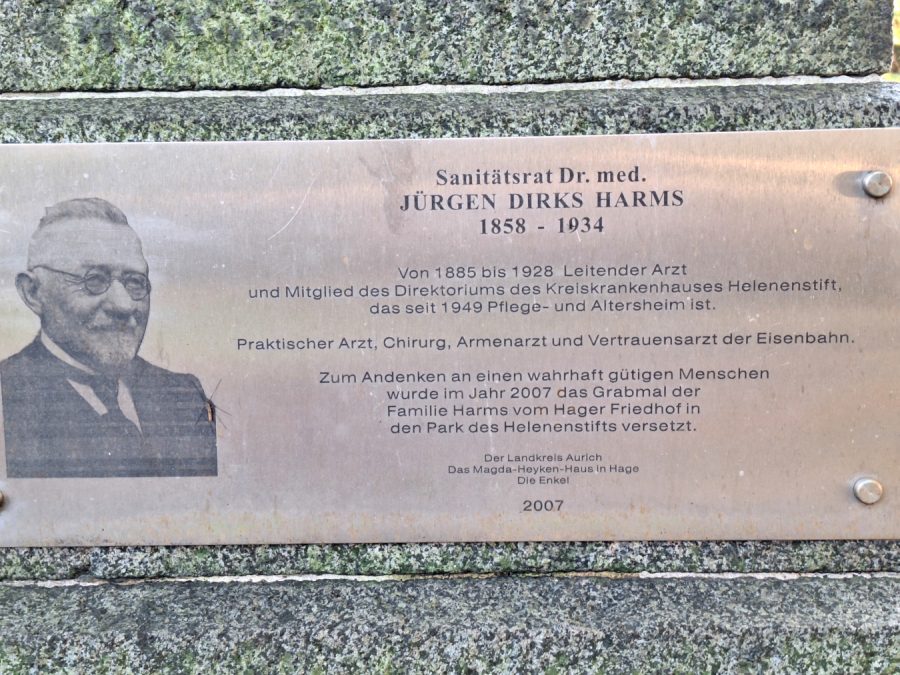 Sanitätsrat Dr. med.
JÜRGEN DIRKS HARMS
1858 - 1934
Von 1885 bis 1928 Leitender Arzt
und Mitglied des Direktoriums des Kreiskrankenhauses Helenenstift,
das seit 1949 Pflege- und Altersheim ist.
Praktischer Arzt, Chirurg, Armenarzt und Vertrauensarzt der Eisenbahn.
Zum Andenken an einen wahrhaft gütigen Menschen
wurde im Jahr 2007 das Grabmal der
Familie Harms vom Hager Friedhof in
den Park des Helenenstifts versetzt.
Der Landkreis Aurich
Das Magda-Heyken-Haus in Hage
Die Enkel
2007